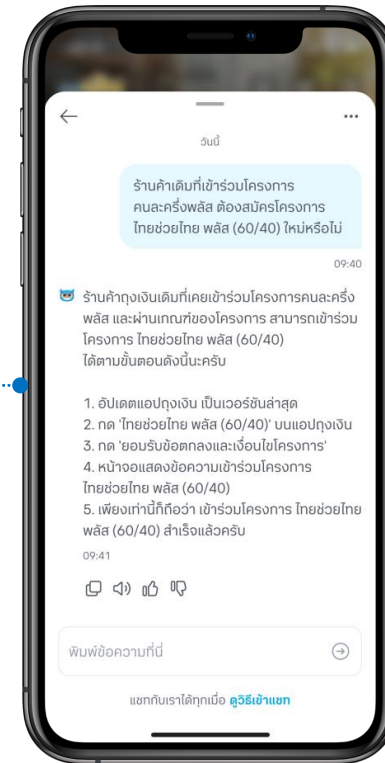 วันนี้
ร้านค้าเดิมที่เข้าร่วมโครงการ
คนละครึ่งพลัส ต้องสมัครโครงการ
ไทยช่วยไทย พลัส (60/40) ใหม่หรือไม่
09:40
ร้านค้าถุงเงินเดิมที่เคยเข้าร่วมโครงการคนละครึ่ง
พลัส และผ่านเกณฑ์ของโครงการ สามารถเข้าร่วม
โครงการ ไทยช่วยไทย พลัส (60/40)
ได้ตามขั้นตอนดังนี้นะครับ
1. อัปเดตแอปถุงเงิน เป็นเวอร์ชันล่าสุด
2. กด 'ไทยช่วยไทย พลัส (60/40)' บนแอปถุงเงิน
3. กด 'ยอมรับข้อตกลงและเงื่อนไขโครงการ'
4. หน้าจอแสดงข้อความเข้าร่วมโครงการ
ไทยช่วยไทย พลัส (60/40)
5. เพียงเท่านี้ก็ถือว่า เข้าร่วมโครงการ ไทยช่วยไทย
พลัส (60/40) สำเร็จแล้วครับ
09:41
พิมพ์ข้อความที่นี่
แชทกับเราได้ทุกเมื่อ ดูวิธีเข้าแชท